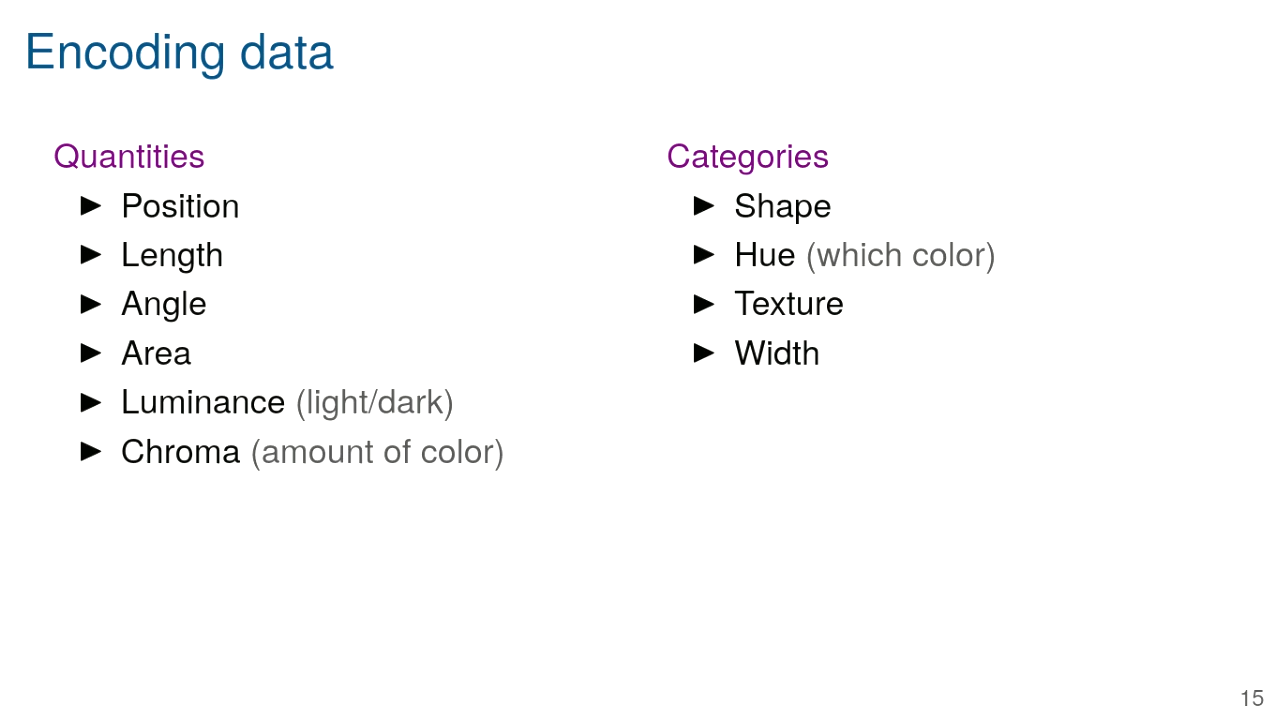 Encoding data
Quantities
▶ Position
▶ Length
▶ Angle
▶ Area
▶ Luminance (light/dark)
▶ Chroma (amount of color)
Categories
▶ Shape
▶ Hue (which color)
▶ Texture
▶ Width
15